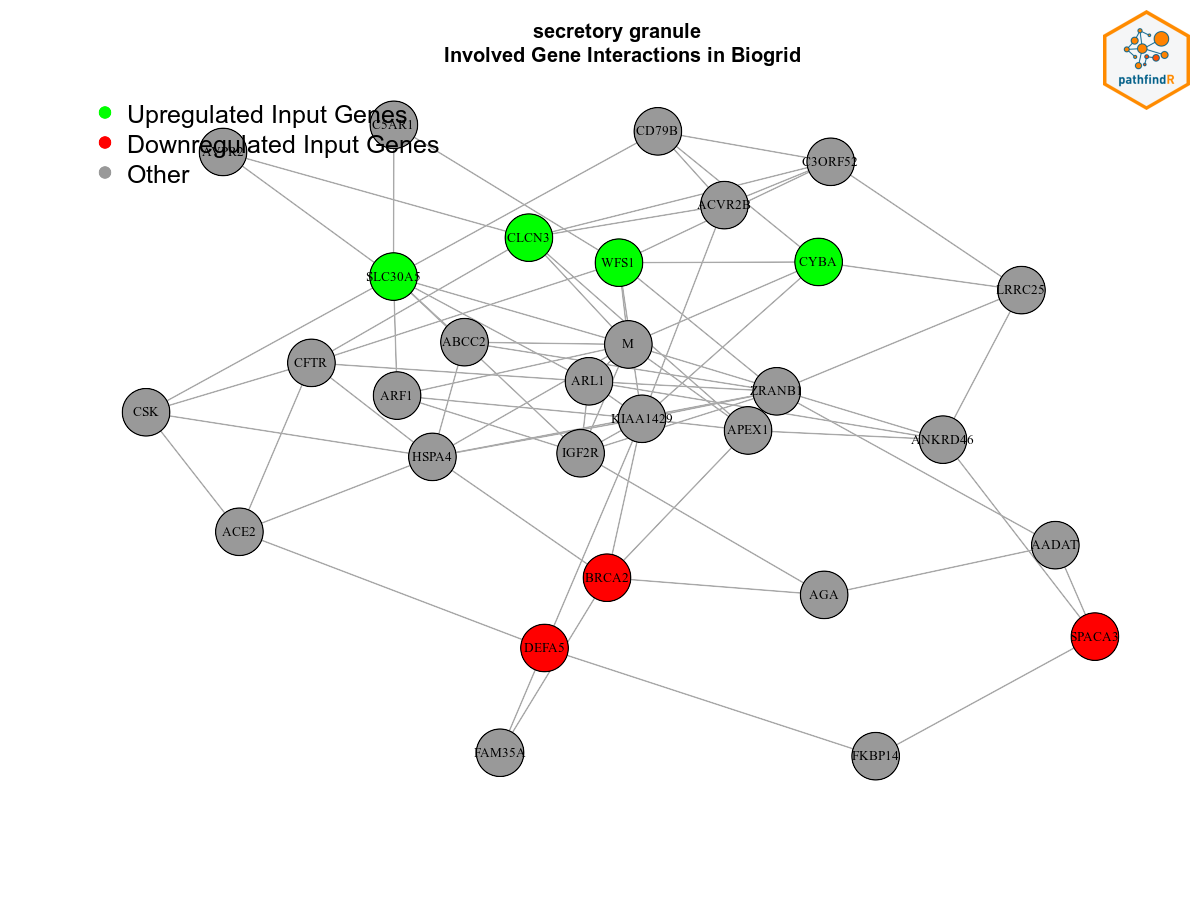 secretory granule
Involved Gene Interactions in Biogrid
pathfindR
Upregulated Input Genes
Downregulated Input Genes
Other
C5AR1
AVPR2
CD79B
C3ORF52
ACVR2B
CLCN3
WFS1
CYBA
SLC30A5
LRRC25
ABCC2
M
CFTR
ARL1
ZRANB1
ARF1
CSK
KIAA1429
APEX1
ANKRD46
HSPA4
IGF2R
ACE2
AADAT
BRCA2
AGA
DEFA5
SPACA3
FAM35A
FKBP14